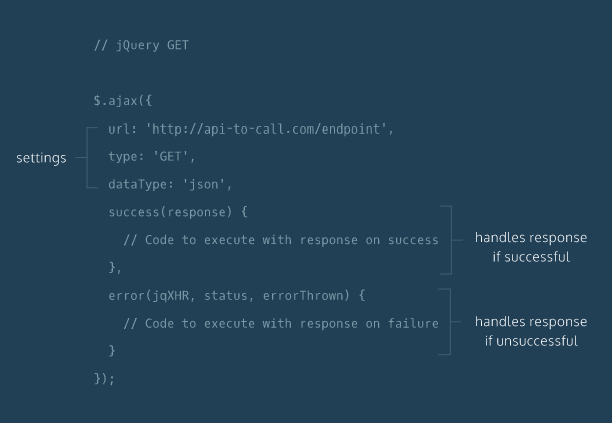 // jQuery GET
$.ajax({
url: 'http://api-to-call.com/endpoint',
settings
type: 'GET',
dataType: 'json',
success(response) {
// Code to execute with response on success
handles response
if successful
},
error(jqXHR, status, errorThrown) {
// Code to execute with response on failure
handles response
if unsuccessful
}
});